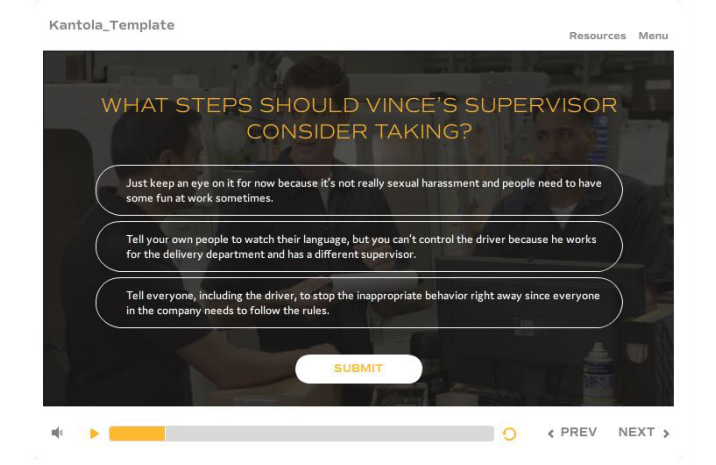 Kantola_Template
Resources Menu
WHAT STEPS SHOULD VINCE'S SUPERVISOR
CONSIDER TAKING?
Just keep an eye on it for now because it's not really sexual harassment and people need to have
some fun at work sometimes.
Tell your own people to watch their language, but you can't control the driver because he works
for the delivery department and has a different supervisor.
Tell everyone, including the driver, to stop the inappropriate behavior right away since everyone
in the company needs to follow the rules.
SUBMIT
PREV NEXT